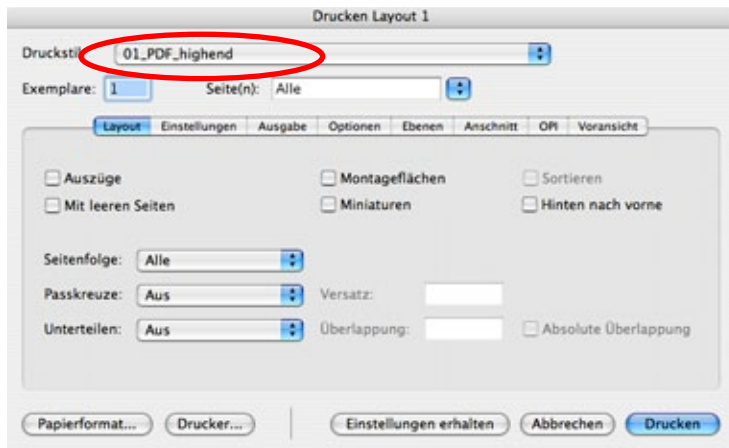 Drucken Layout 1
Druckstil: 01_PDF_highend
Exemplare: 1 Seite(n): Alle
Layout Einstellungen Ausgabe Optionen Ebenen Anschnitt OPI Voransicht
Auszüge Montageflächen Sortieren
Mit leeren Seiten Miniaturen Hinten nach vorne
Seitenfolge: Alle
Passkreuze: Aus Versatz:
Unterteilen: Aus Überlappung: Absolute Überlappung
Papierformat... Drucker... Einstellungen erhalten Abbrechen Drucken